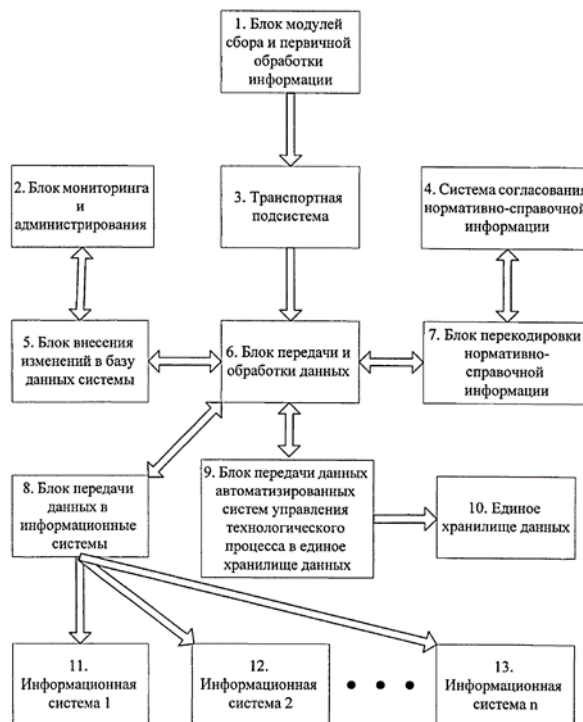 1. Блок модулей
сбора и первичной
обработки
информации
2. Блок мониторинга
и
администрирования
3. Транспортная
подсистема
4. Система согласования
нормативно-справочной
информации
5. Блок внесения
изменений в базу
данных системы
6. Блок передачи и
обработки данных
7. Блок перекодировки
нормативно-
справочной
информации
8. Блок передачи
данных в
информационные
системы
9. Блок передачи данных
автоматизированных
систем управления
технологического
процесса в единое
хранилище данных
10. Единое
хранилище данных
11.
Информационная
система 1
12.
Информационная
система 2
13.
Информационная
система n